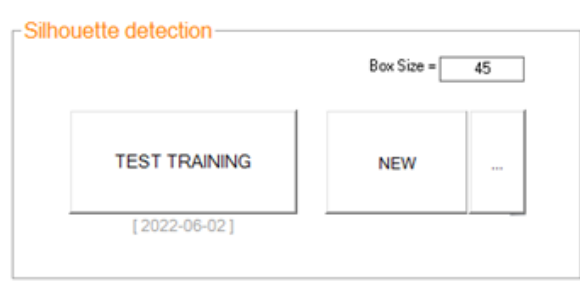 Silhouette detection
Box Size = 45
TEST TRAINING
NEW
...
[ 2022-06-02 ]